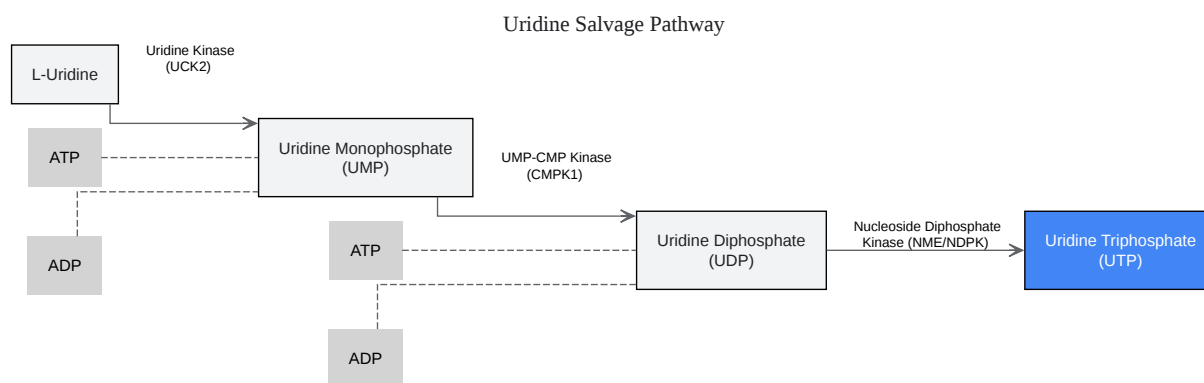 Uridine Salvage Pathway
L-Uridine
Uridine Kinase
(UCK2)
ATP
ADP
Uridine Monophosphate
(UMP)
UMP-CMP Kinase
(CMPK1)
ATP
ADP
Uridine Diphosphate
(UDP)
Nucleoside Diphosphate
Kinase (NME/NDPK)
Uridine Triphosphate
(UTP)